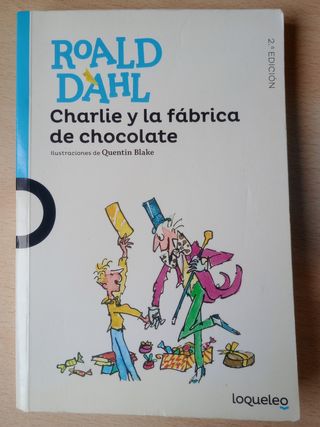 ROALD
DAHL
2.ª EDICIÓN
Charlie y la fábrica
de chocolate
Ilustraciones de Quentin Blake
loqueleo